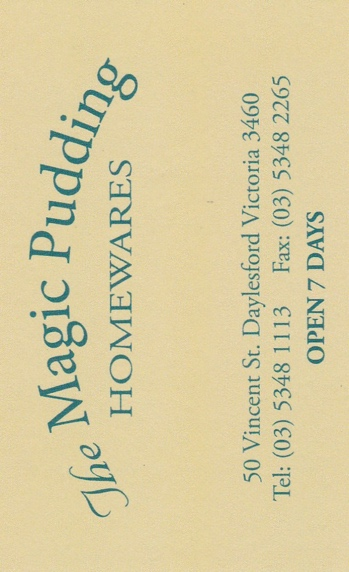 The Magic Pudding
HOMEWARES
50 Vincent St. Daylesford Victoria 3460
Tel: (03) 5348 1113 Fax: (03) 5348 2265
OPEN 7 DAYS